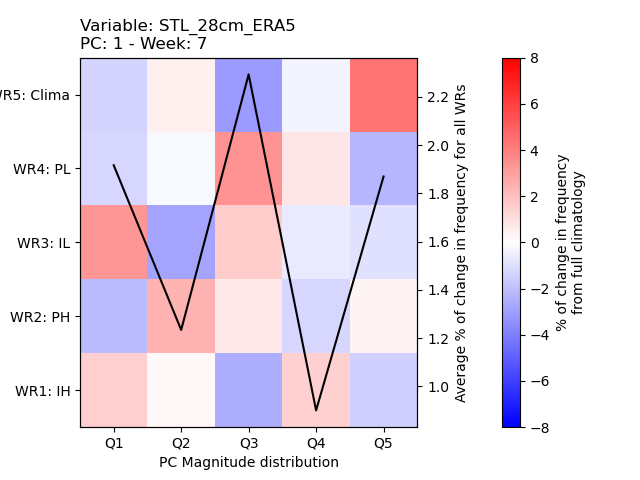 Variable: STL_28cm_ERA5
PC: 1 - Week: 7
WR5: Clima
WR4: PL
WR3: IL
WR2: PH
WR1: IH
Q1 Q2 Q3 Q4 Q5
PC Magnitude distribution
2.2
2.0
1.8
1.6
1.4
1.2
1.0
Average % of change in frequency for all WRs
8
6
4
2
0
−2
−4
−6
−8
% of change in frequency
from full climatology